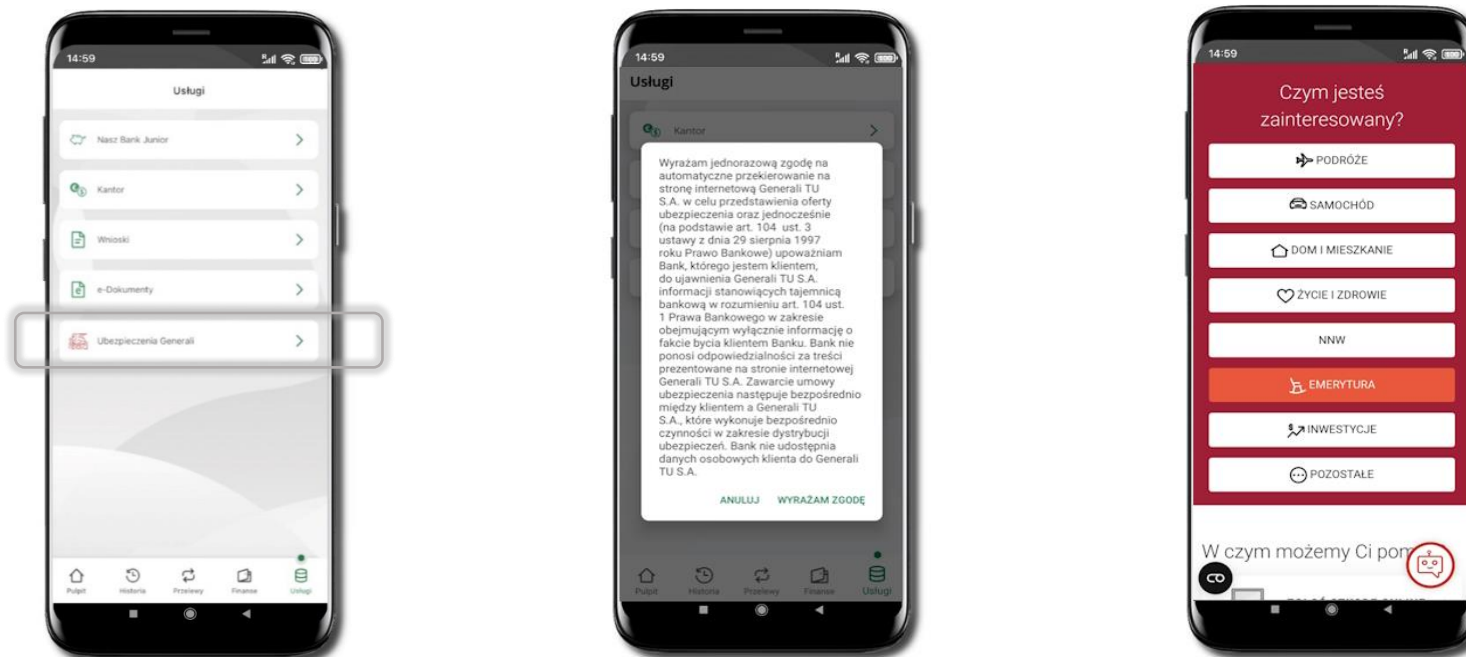 14:59
Usługi
Nasz Bank Junior
Kantor
Wnioski
e-Dokumenty
Ubezpieczenia Generali
Pulpit
Historia
Przelewy
Finanse
Usługi
14:59
Usługi
Kantor
Wyrażam jednorazową zgodę na
automatyczne przekierowanie na
stronę internetową Generali TU
S.A. w celu przedstawienia oferty
ubezpieczenia oraz jednocześnie
(na podstawie art. 104 ust. 3
ustawy z dnia 29 sierpnia 1997
roku Prawo Bankowe) upoważniam
Bank, którego jestem klientem,
do ujawnienia Generali TU S.A.
informacji stanowiących tajemnicą
bankową w rozumieniu art. 104 ust.
1 Prawa Bankowego w zakresie
obejmującym wyłącznie informację o
fakcie bycia klientem Banku. Bank nie
ponosi odpowiedzialności za treści
prezentowane na stronie internetowej
Generali TU S.A. Zawarcie umowy
ubezpieczenia następuje bezpośrednio
między klientem a Generali TU
S.A., które wykonuje bezpośrednio
czynności w zakresie dystrybucji
ubezpieczeń. Bank nie udostępnia
danych osobowych klienta do Generali
TU S.A.
ANULUJ WYRAŻAM ZGODĘ
Pulpit
Historia
Przelewy
Finanse
Usługi
14:59
Czym jesteś
zainteresowany?
PODRÓŻE
SAMOCHÓD
DOM I MIESZKANIE
ŻYCIE I ZDROWIE
NNW
EMERYTURA
INWESTYCJE
POZOSTAŁE
W czym możemy Ci pom